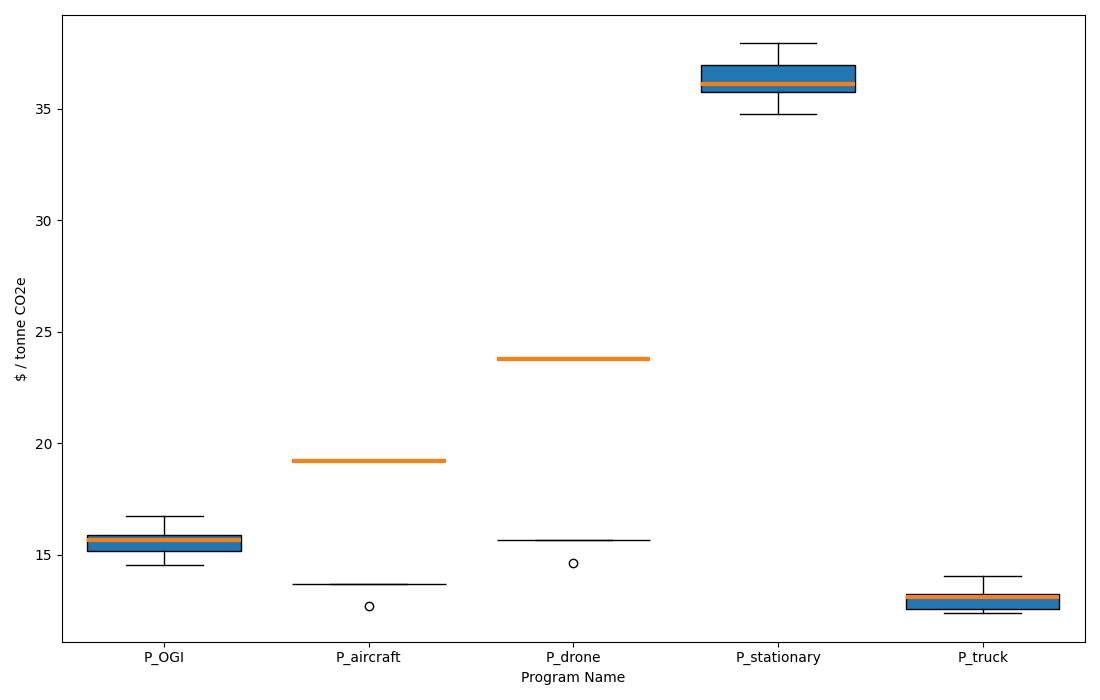 $ / tonne CO2e
35
30
25
20
15
P_OGI
P_aircraft
P_drone
P_stationary
P_truck
Program Name